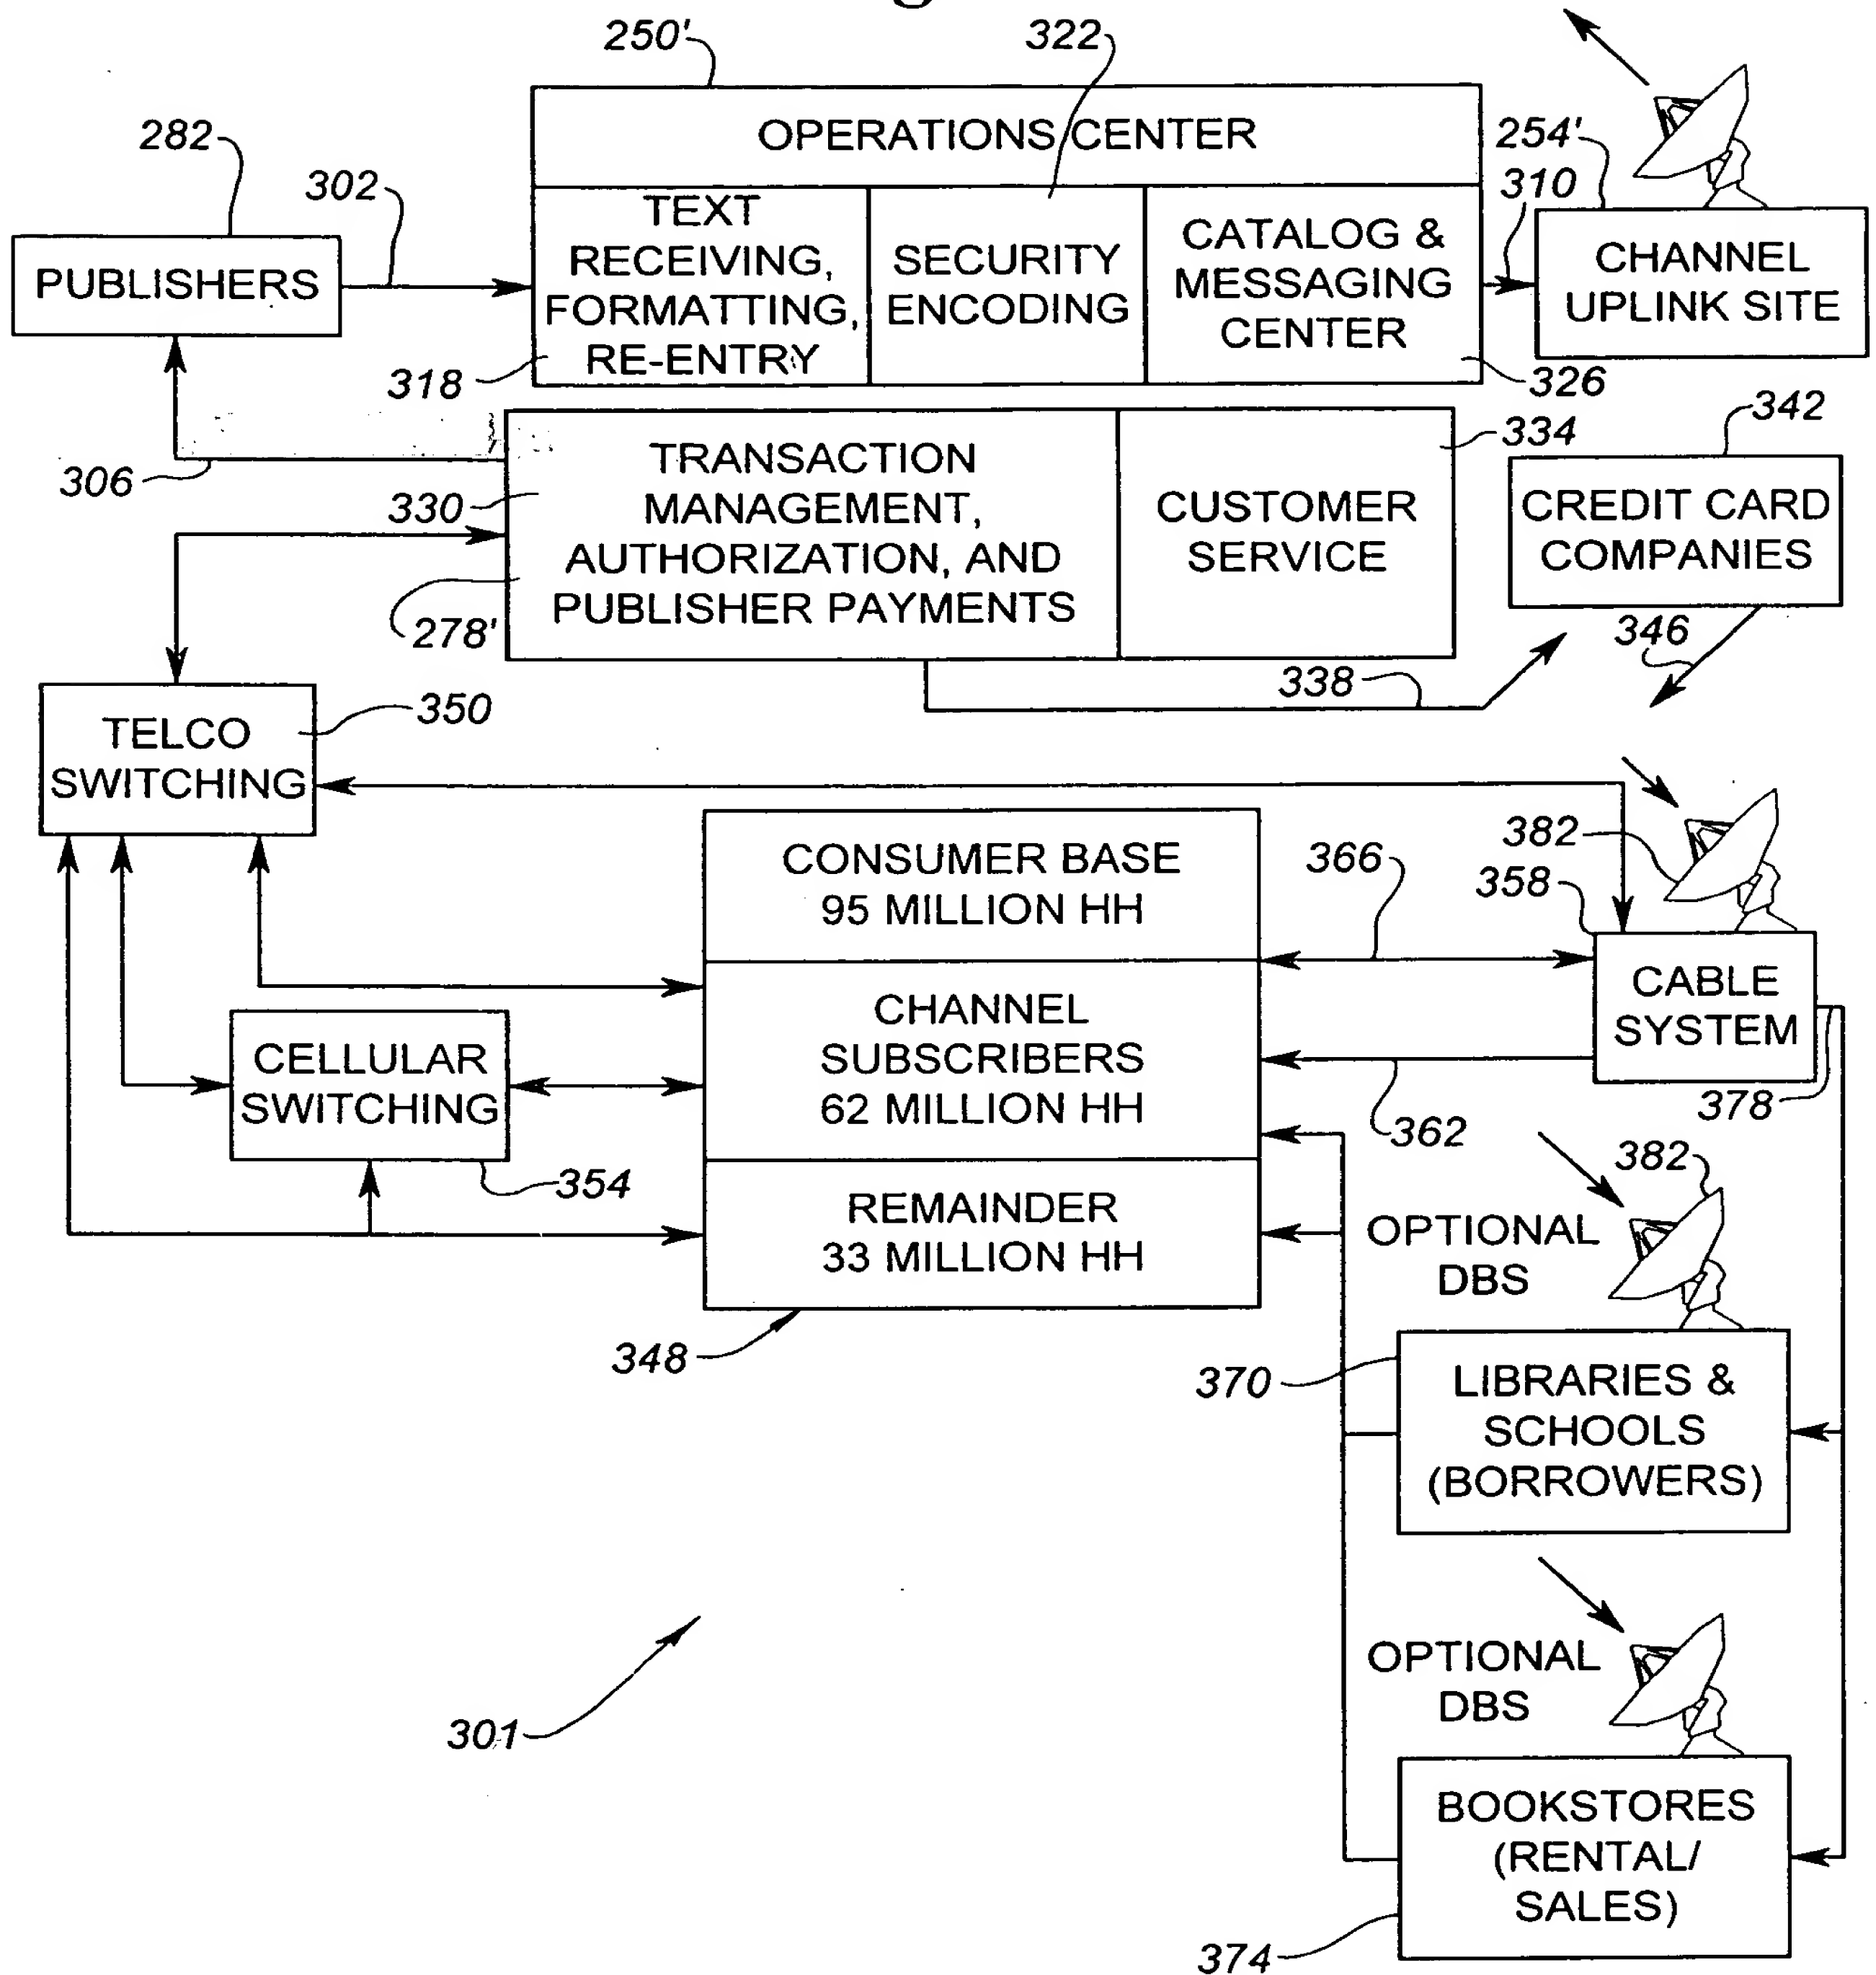 250'
322
OPERATIONS CENTER
282
302
254'
310
PUBLISHERS
TEXT
RECEIVING,
FORMATTING,
RE-ENTRY
SECURITY
ENCODING
CATALOG &
MESSAGING
CENTER
CHANNEL
UPLINK SITE
318
326
306
330
278'
TRANSACTION
MANAGEMENT,
AUTHORIZATION, AND
PUBLISHER PAYMENTS
CUSTOMER
SERVICE
334
342
CREDIT CARD
COMPANIES
346
338
TELCO
SWITCHING
350
CONSUMER BASE
95 MILLION HH
366
382
358
CABLE
SYSTEM
CHANNEL
SUBSCRIBERS
62 MILLION HH
CELLULAR
SWITCHING
354
362
378
382
REMAINDER
33 MILLION HH
348
OPTIONAL
DBS
370
LIBRARIES &
SCHOOLS
(BORROWERS)
301
OPTIONAL
DBS
BOOKSTORES
(RENTAL/
SALES)
374